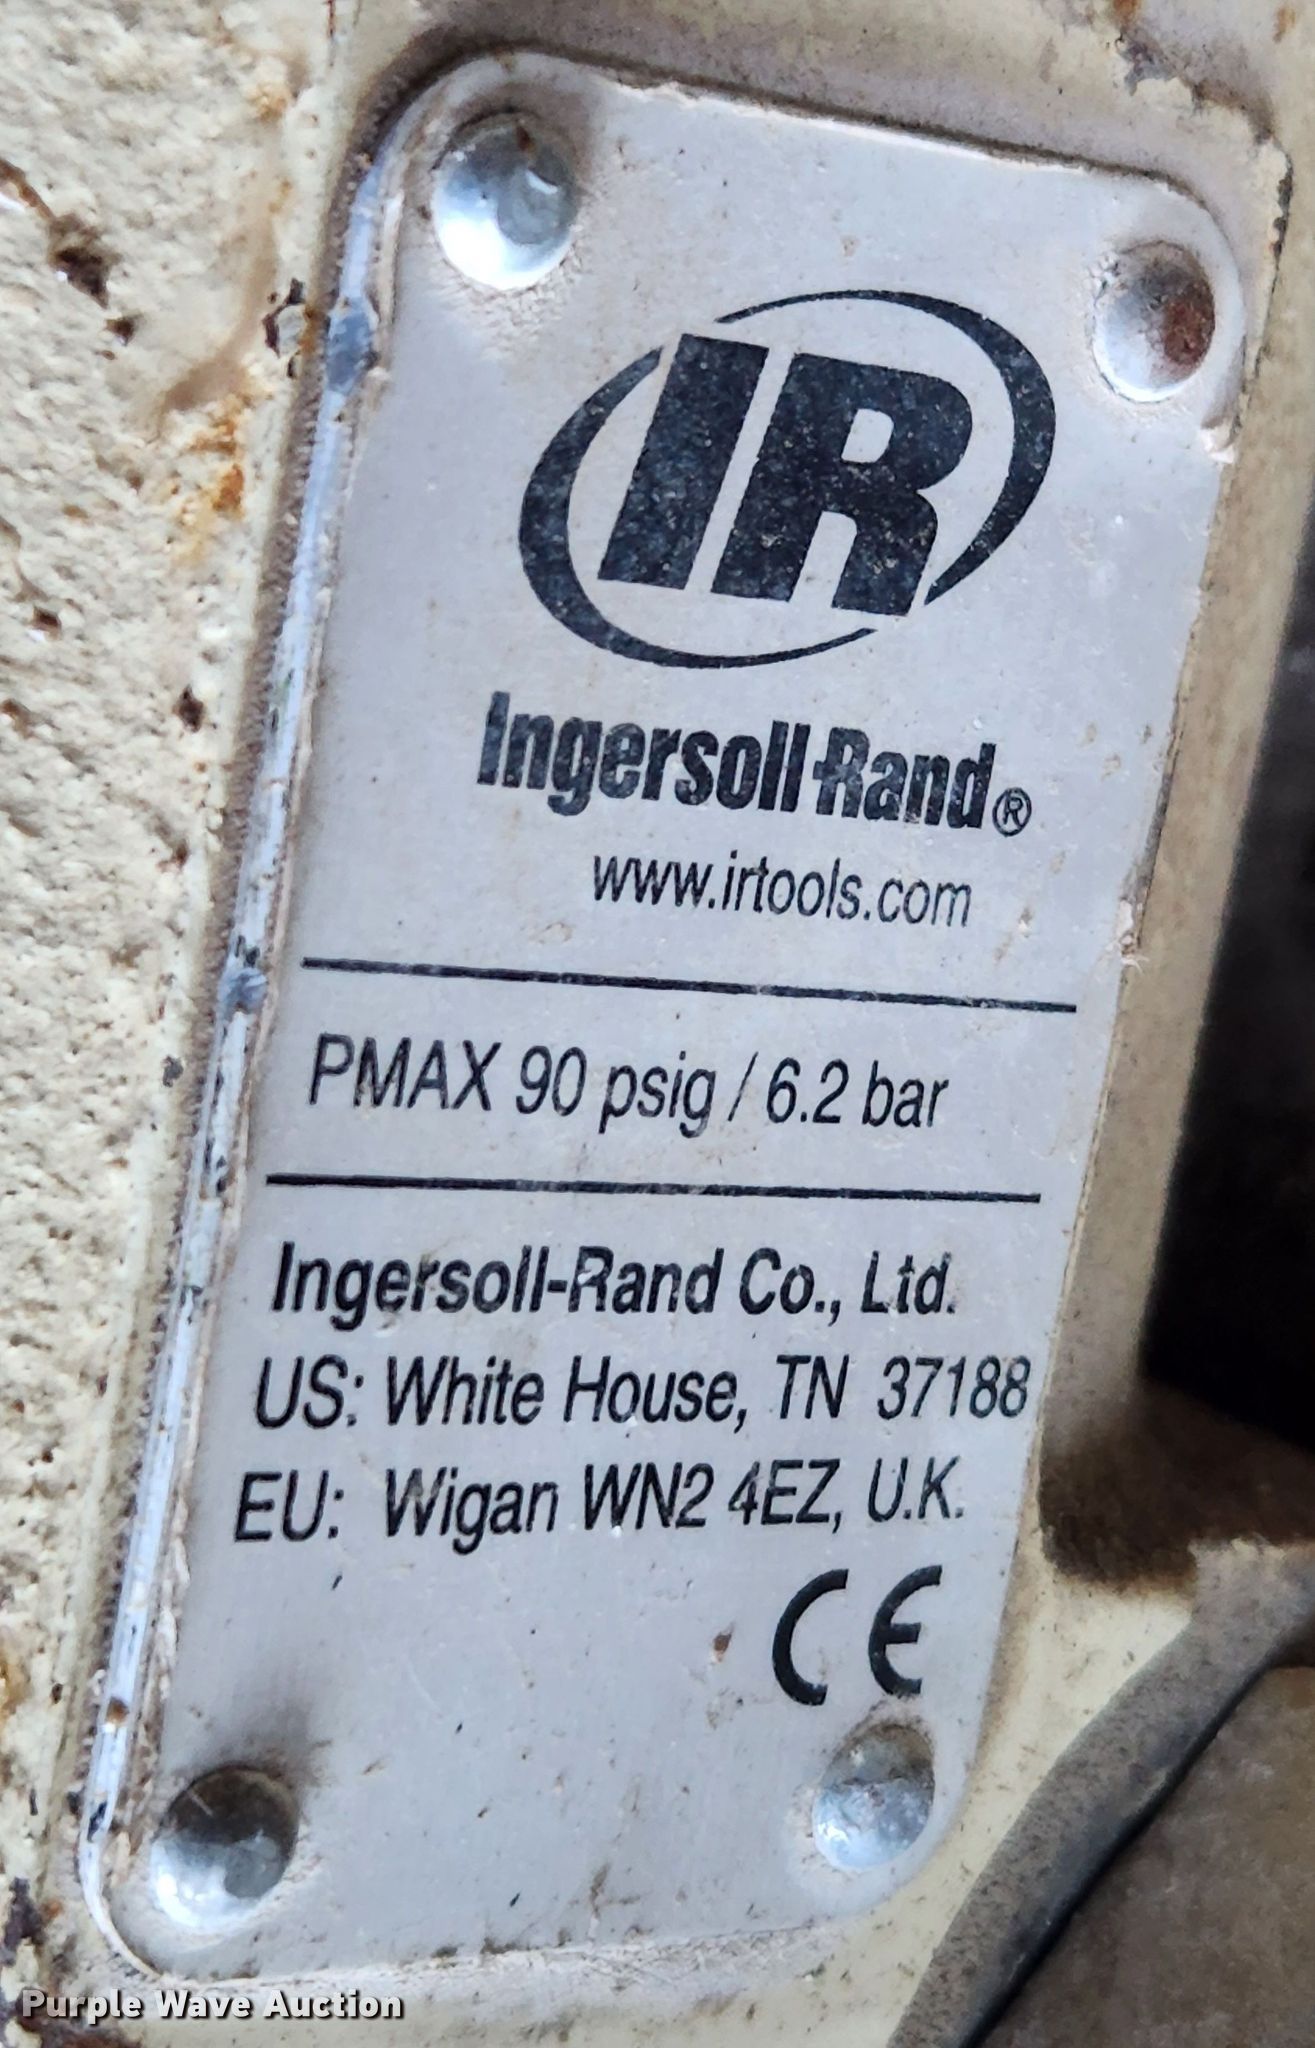 IR
Ingersoll-Rand®
www.irtools.com
PMAX 90 psig / 6.2 bar
Ingersoll-Rand Co., Ltd.
US: White House, TN 37188
EU: Wigan WN2 4EZ, U.K.
CE
Purple Wave Auction